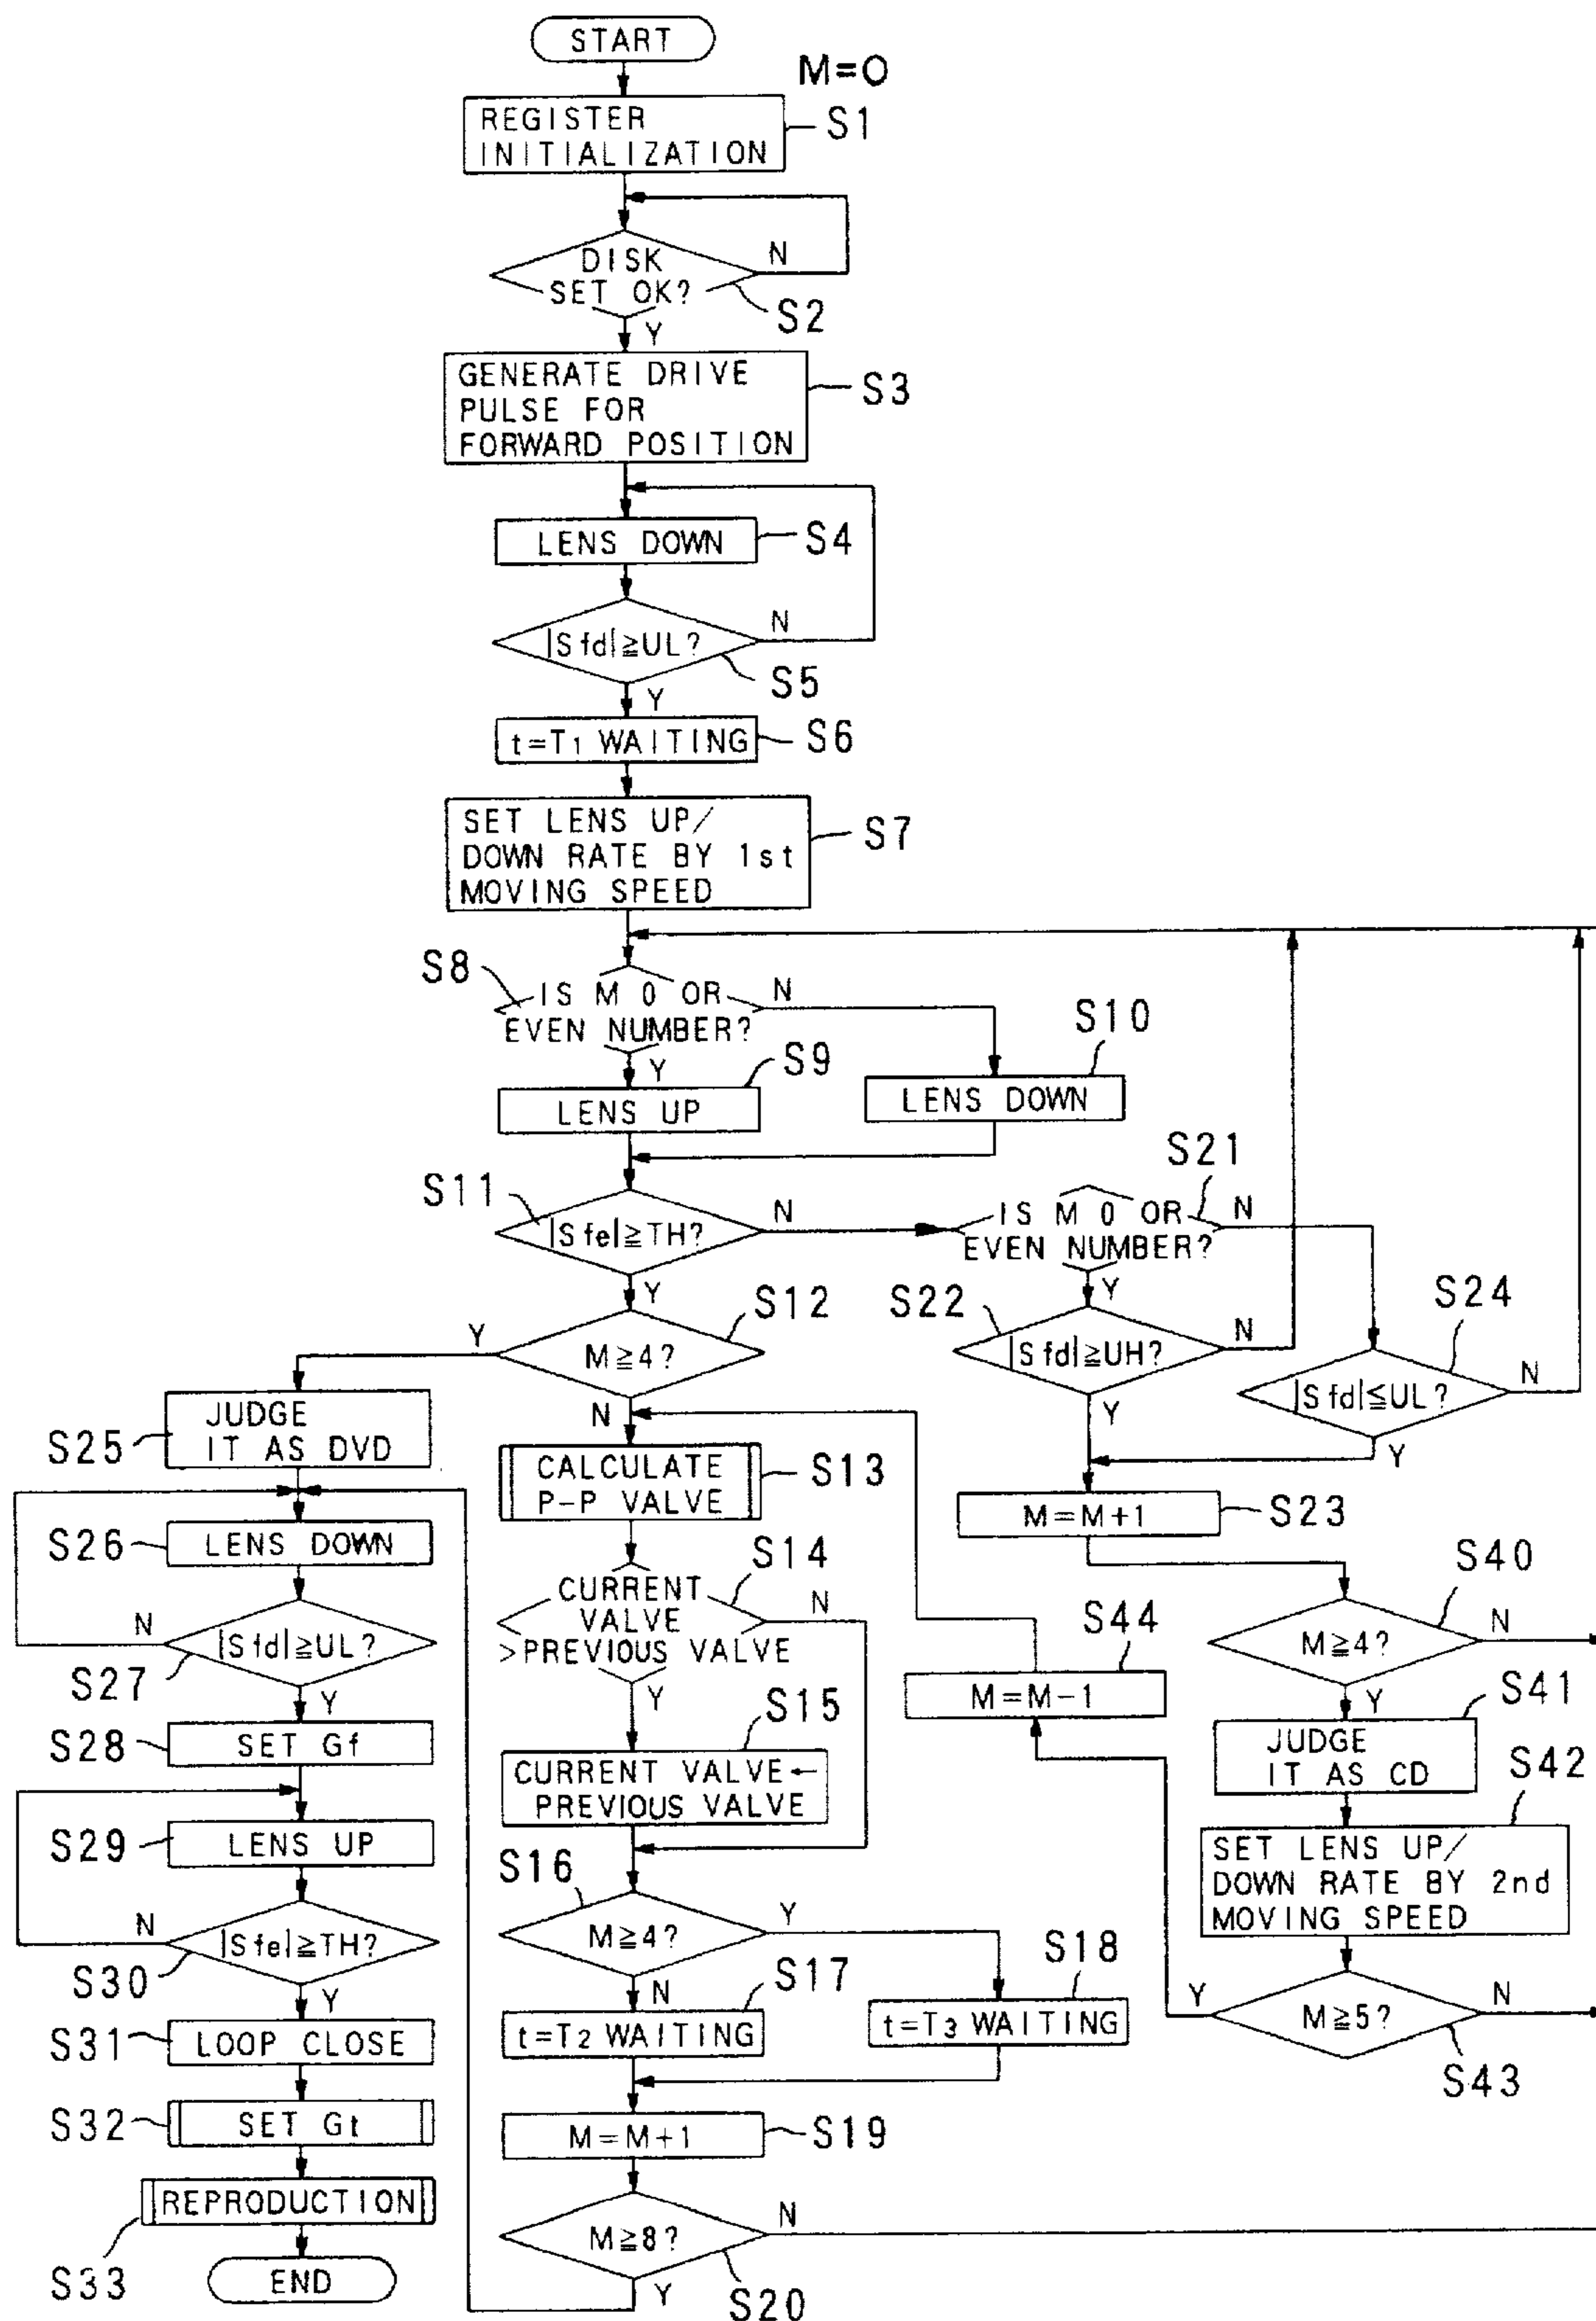 START
M=0
REGISTER
INITIALIZATION
S1
DISK
SET OK?
N
S2
Y
GENERATE DRIVE
PULSE FOR
FORWARD POSITION
S3
LENS DOWN
S4
|Sfd|≧UL?
N
S5
Y
t=T1 WAITING
S6
SET LENS UP/
DOWN RATE BY 1st
MOVING SPEED
S7
S8
IS M 0 OR
EVEN NUMBER?
N
Y
S9
LENS UP
S10
LENS DOWN
S11
|Sfe|≧TH?
N
Y
S21
IS M 0 OR
EVEN NUMBER?
N
Y
S12
M≧4?
Y
N
S22
|Sfd|≧UH?
N
Y
S24
|Sfd|≦UL?
N
Y
S25
JUDGE
IT AS DVD
S13
CALCULATE
P-P VALVE
S23
M=M+1
S26
LENS DOWN
S14
CURRENT
VALVE
>PREVIOUS VALVE
N
Y
S40
M≧4?
N
Y
S27
|Sfd|≧UL?
N
Y
S44
M=M-1
S28
SET Gf
S15
CURRENT VALVE←
PREVIOUS VALVE
S41
JUDGE
IT AS CD
S29
LENS UP
S42
SET LENS UP/
DOWN RATE BY 2nd
MOVING SPEED
S16
M≧4?
Y
N
S30
|Sfe|≧TH?
N
Y
S17
t=T2 WAITING
S18
t=T3 WAITING
S43
M≧5?
Y
N
S31
LOOP CLOSE
S32
SET Gt
S19
M=M+1
S33
REPRODUCTION
S20
M≧8?
N
Y
END